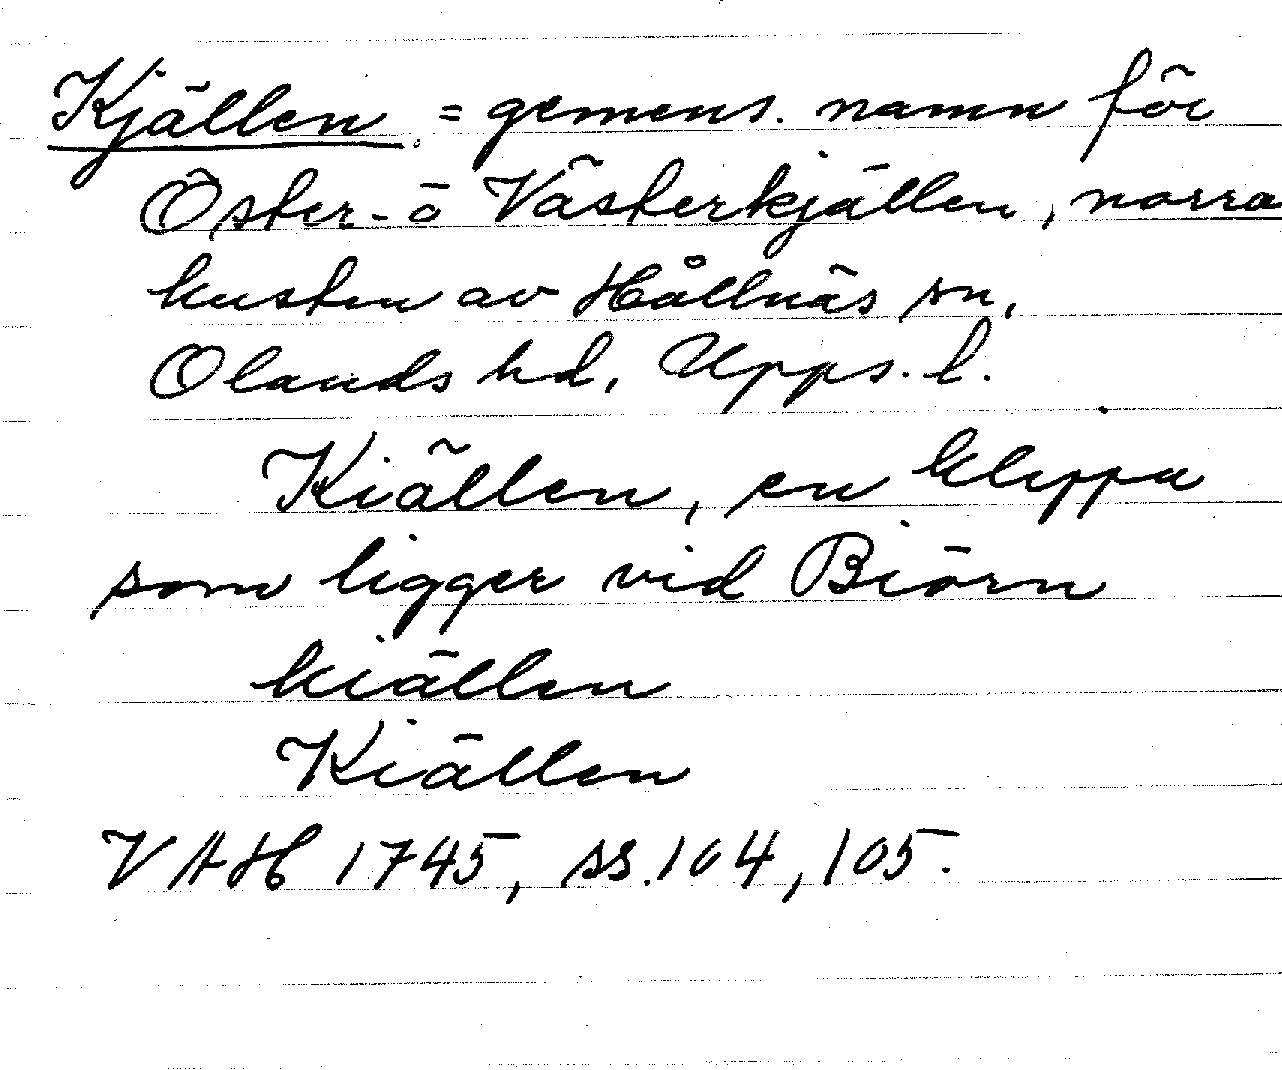 Kjällen. = gemens. namn för
Öster- o Västerkjällen, norra
kusten av Hållnäs sn,
Olands hd, Upps. l.
Kiällen, en klippa
som ligger vid Biörn
kiällen
Kiällen
VAH 1745, ss. 104, 105.